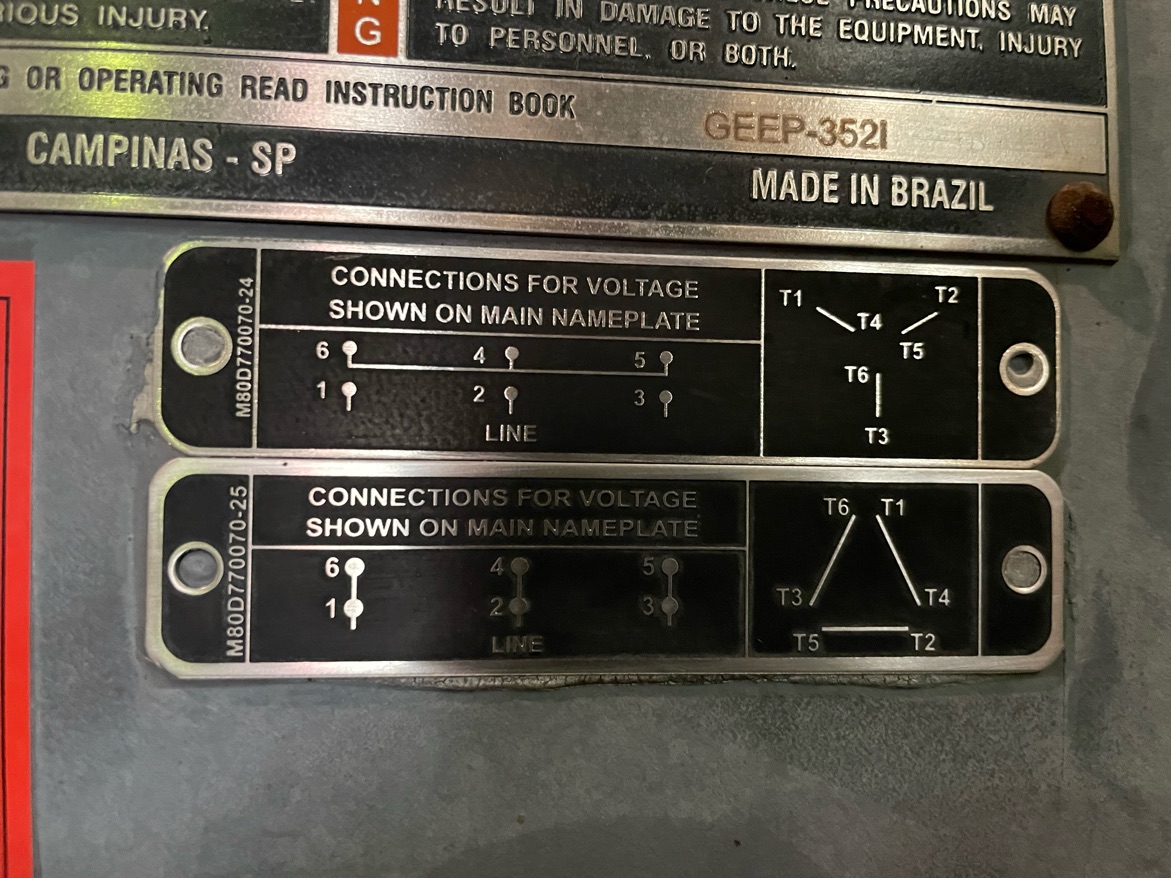 IOUS INJURY.
N
G
RESULT IN DAMAGE TO THE EQUIPMENT, INJURY
PRECAUTIONS MAY
TO PERSONNEL, OR BOTH.
OR OPERATING READ INSTRUCTION BOOK
GEEP-352I
CAMPINAS - SP
MADE IN BRAZIL
M80D770070-24
CONNECTIONS FOR VOLTAGE
SHOWN ON MAIN NAMEPLATE
6 4 5
1 2 3
LINE
T1 T2
T4
T5
T6
T3
M80D770070-25
CONNECTIONS FOR VOLTAGE
SHOWN ON MAIN NAMEPLATE
6 4 5
1 2 3
LINE
T6 T1
T3 T4
T5 T2